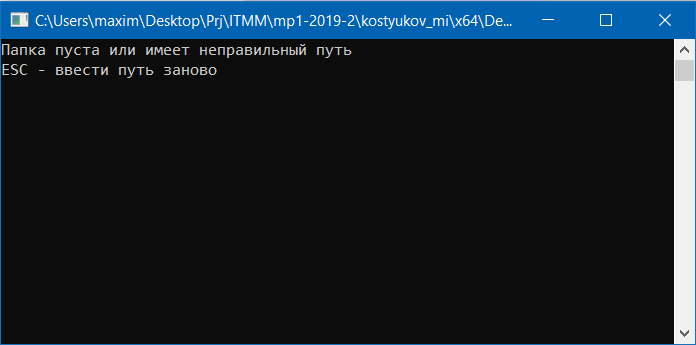 C:\Users\maxim\Desktop\Prj\ITMM\mp1-2019-2\kostyukov_mi\x64\De...
Папка пуста или имеет неправильный путь
ESC - ввести путь заново